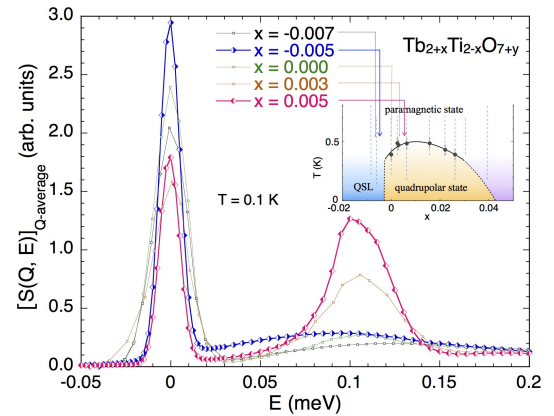 x = -0.007
x = -0.005
x = 0.000
x = 0.003
x = 0.005
Tb2+xTi2-xO7+y
paramagnetic state
T (K)
0.5
0
QSL
quadrupolar state
-0.02
0
0.02
0.04
x
T = 0.1 K
[S(Q, E)]Q-average (arb. units)
3.0
2.5
2.0
1.5
1.0
0.5
0.0
-0.05
0
0.05
0.1
0.15
0.2
E (meV)